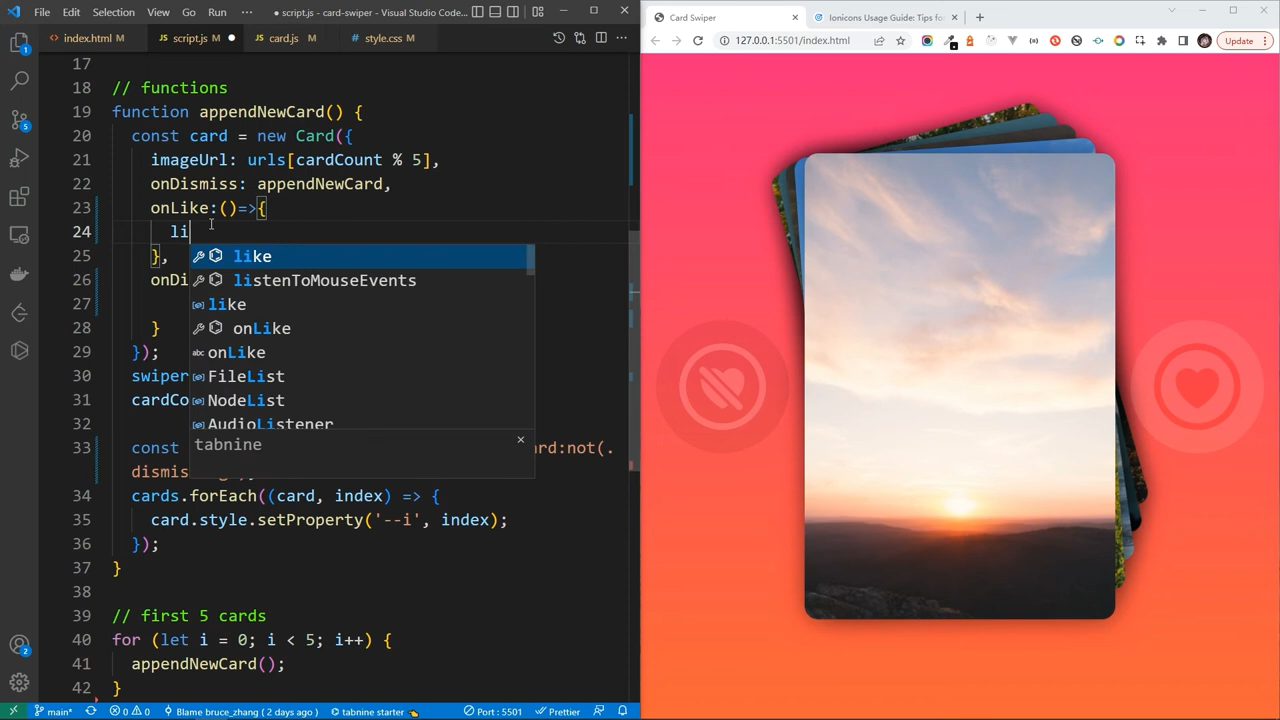 File Edit Selection View Go Run ··· script.js - card-swiper - Visual Studio Code...
index.html M script.js M ● card.js M style.css M
17
18 // functions
19 function appendNewCard() {
20 const card = new Card({
21 imageUrl: urls[cardCount % 5],
22 onDismiss: appendNewCard,
23 onLike:()=>{
24 li
25 },
26 onDi
27
28 }
29 });
30 swiper
31 cardCo
32
33 const ard:not(.
dismis
34 cards.forEach((card, index) => {
35 card.style.setProperty('--i', index);
36 });
37 }
38
39 // first 5 cards
40 for (let i = 0; i < 5; i++) {
41 appendNewCard();
42 }
like
listenToMouseEvents
like
onLike
abc onLike
FileList
NodeList
AudioListener
tabnine ×
1
5
2
main* 0 0 Blame bruce_zhang ( 2 days ago ) tabnine starter Port : 5501 Prettier
Card Swiper × Ionicons Usage Guide: Tips fo × +
127.0.0.1:5501/index.html Update